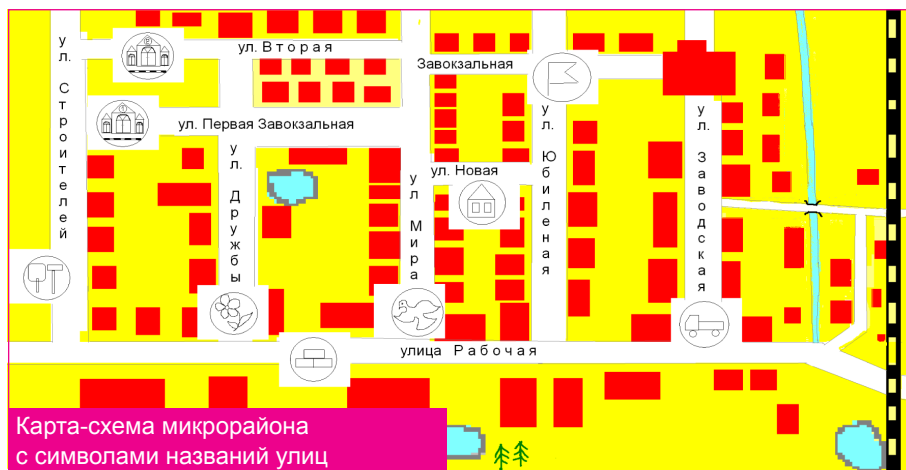 ул. Вторая
Завокзальная
ул. Первая Завокзальная
ул. Строителей
ул. Дружбы
ул Мира
ул. Новая
ул. Юбиленая
ул. Заводская
улица Рабочая
Карта-схема микрорайона
с символами названий улиц